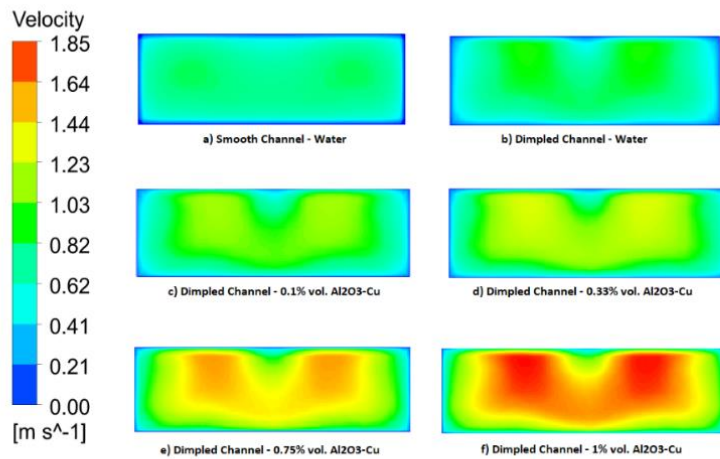 Velocity
1.85
1.64
1.44
1.23
1.03
0.82
0.62
0.41
0.21
0.00
[m s^-1]
a) Smooth Channel - Water
b) Dimpled Channel - Water
c) Dimpled Channel - 0.1% vol. Al2O3-Cu
d) Dimpled Channel - 0.33% vol. Al2O3-Cu
e) Dimpled Channel - 0.75% vol. Al2O3-Cu
f) Dimpled Channel - 1% vol. Al2O3-Cu